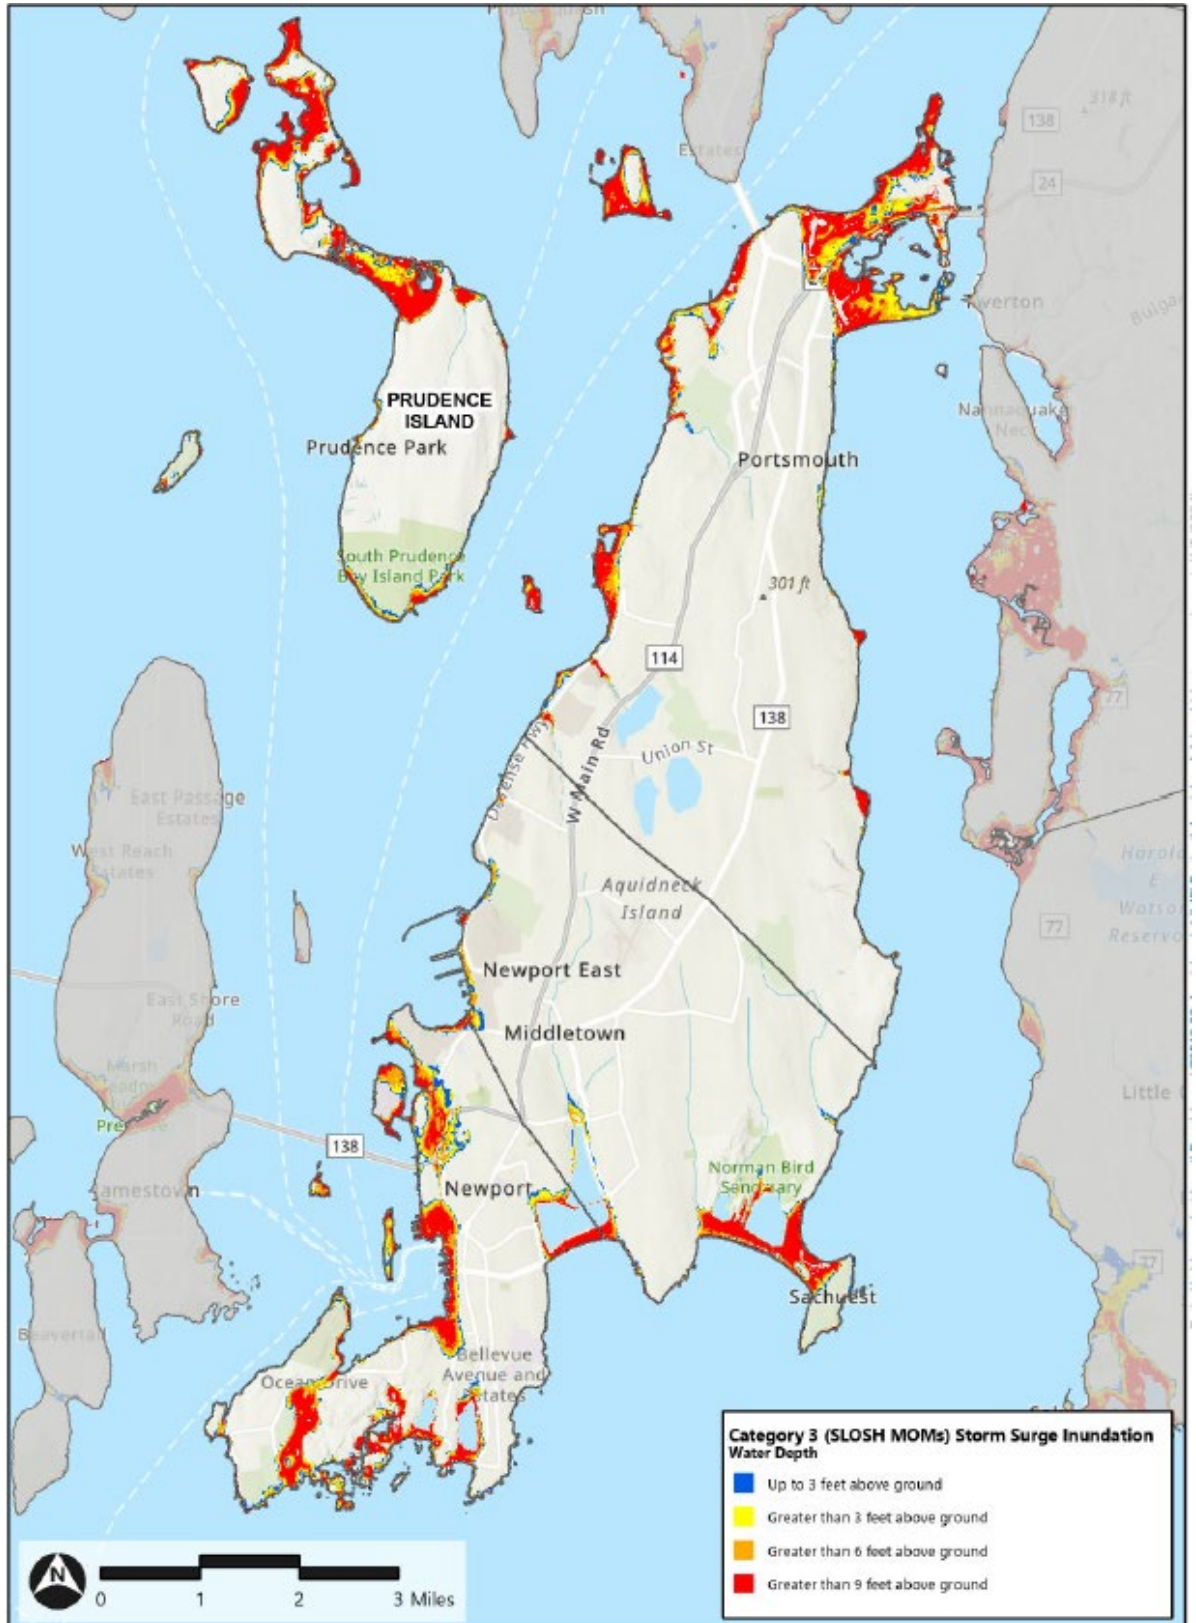 Estates
318 ft
138
24
Tiverton
PRUDENCE
ISLAND
Prudence Park
Portsmouth
South Prudence
Bay Island Park
301 ft
114
138
77
Defense Hwy
W Main Rd
Union St
East Passage
Estates
West Reach
Estates
Aquidneck
Island
77
Newport East
East Shore
Road
Middletown
138
Norman Bird
Sanctuary
Newport
Jamestown
77
Sachuest
Beavertail
Bellevue
Avenue and
Estates
Ocean Drive
Category 3 (SLOSH MOMs) Storm Surge Inundation
Water Depth
Up to 3 feet above ground
Greater than 3 feet above ground
Greater than 6 feet above ground
Greater than 9 feet above ground
N
0 1 2 3 Miles